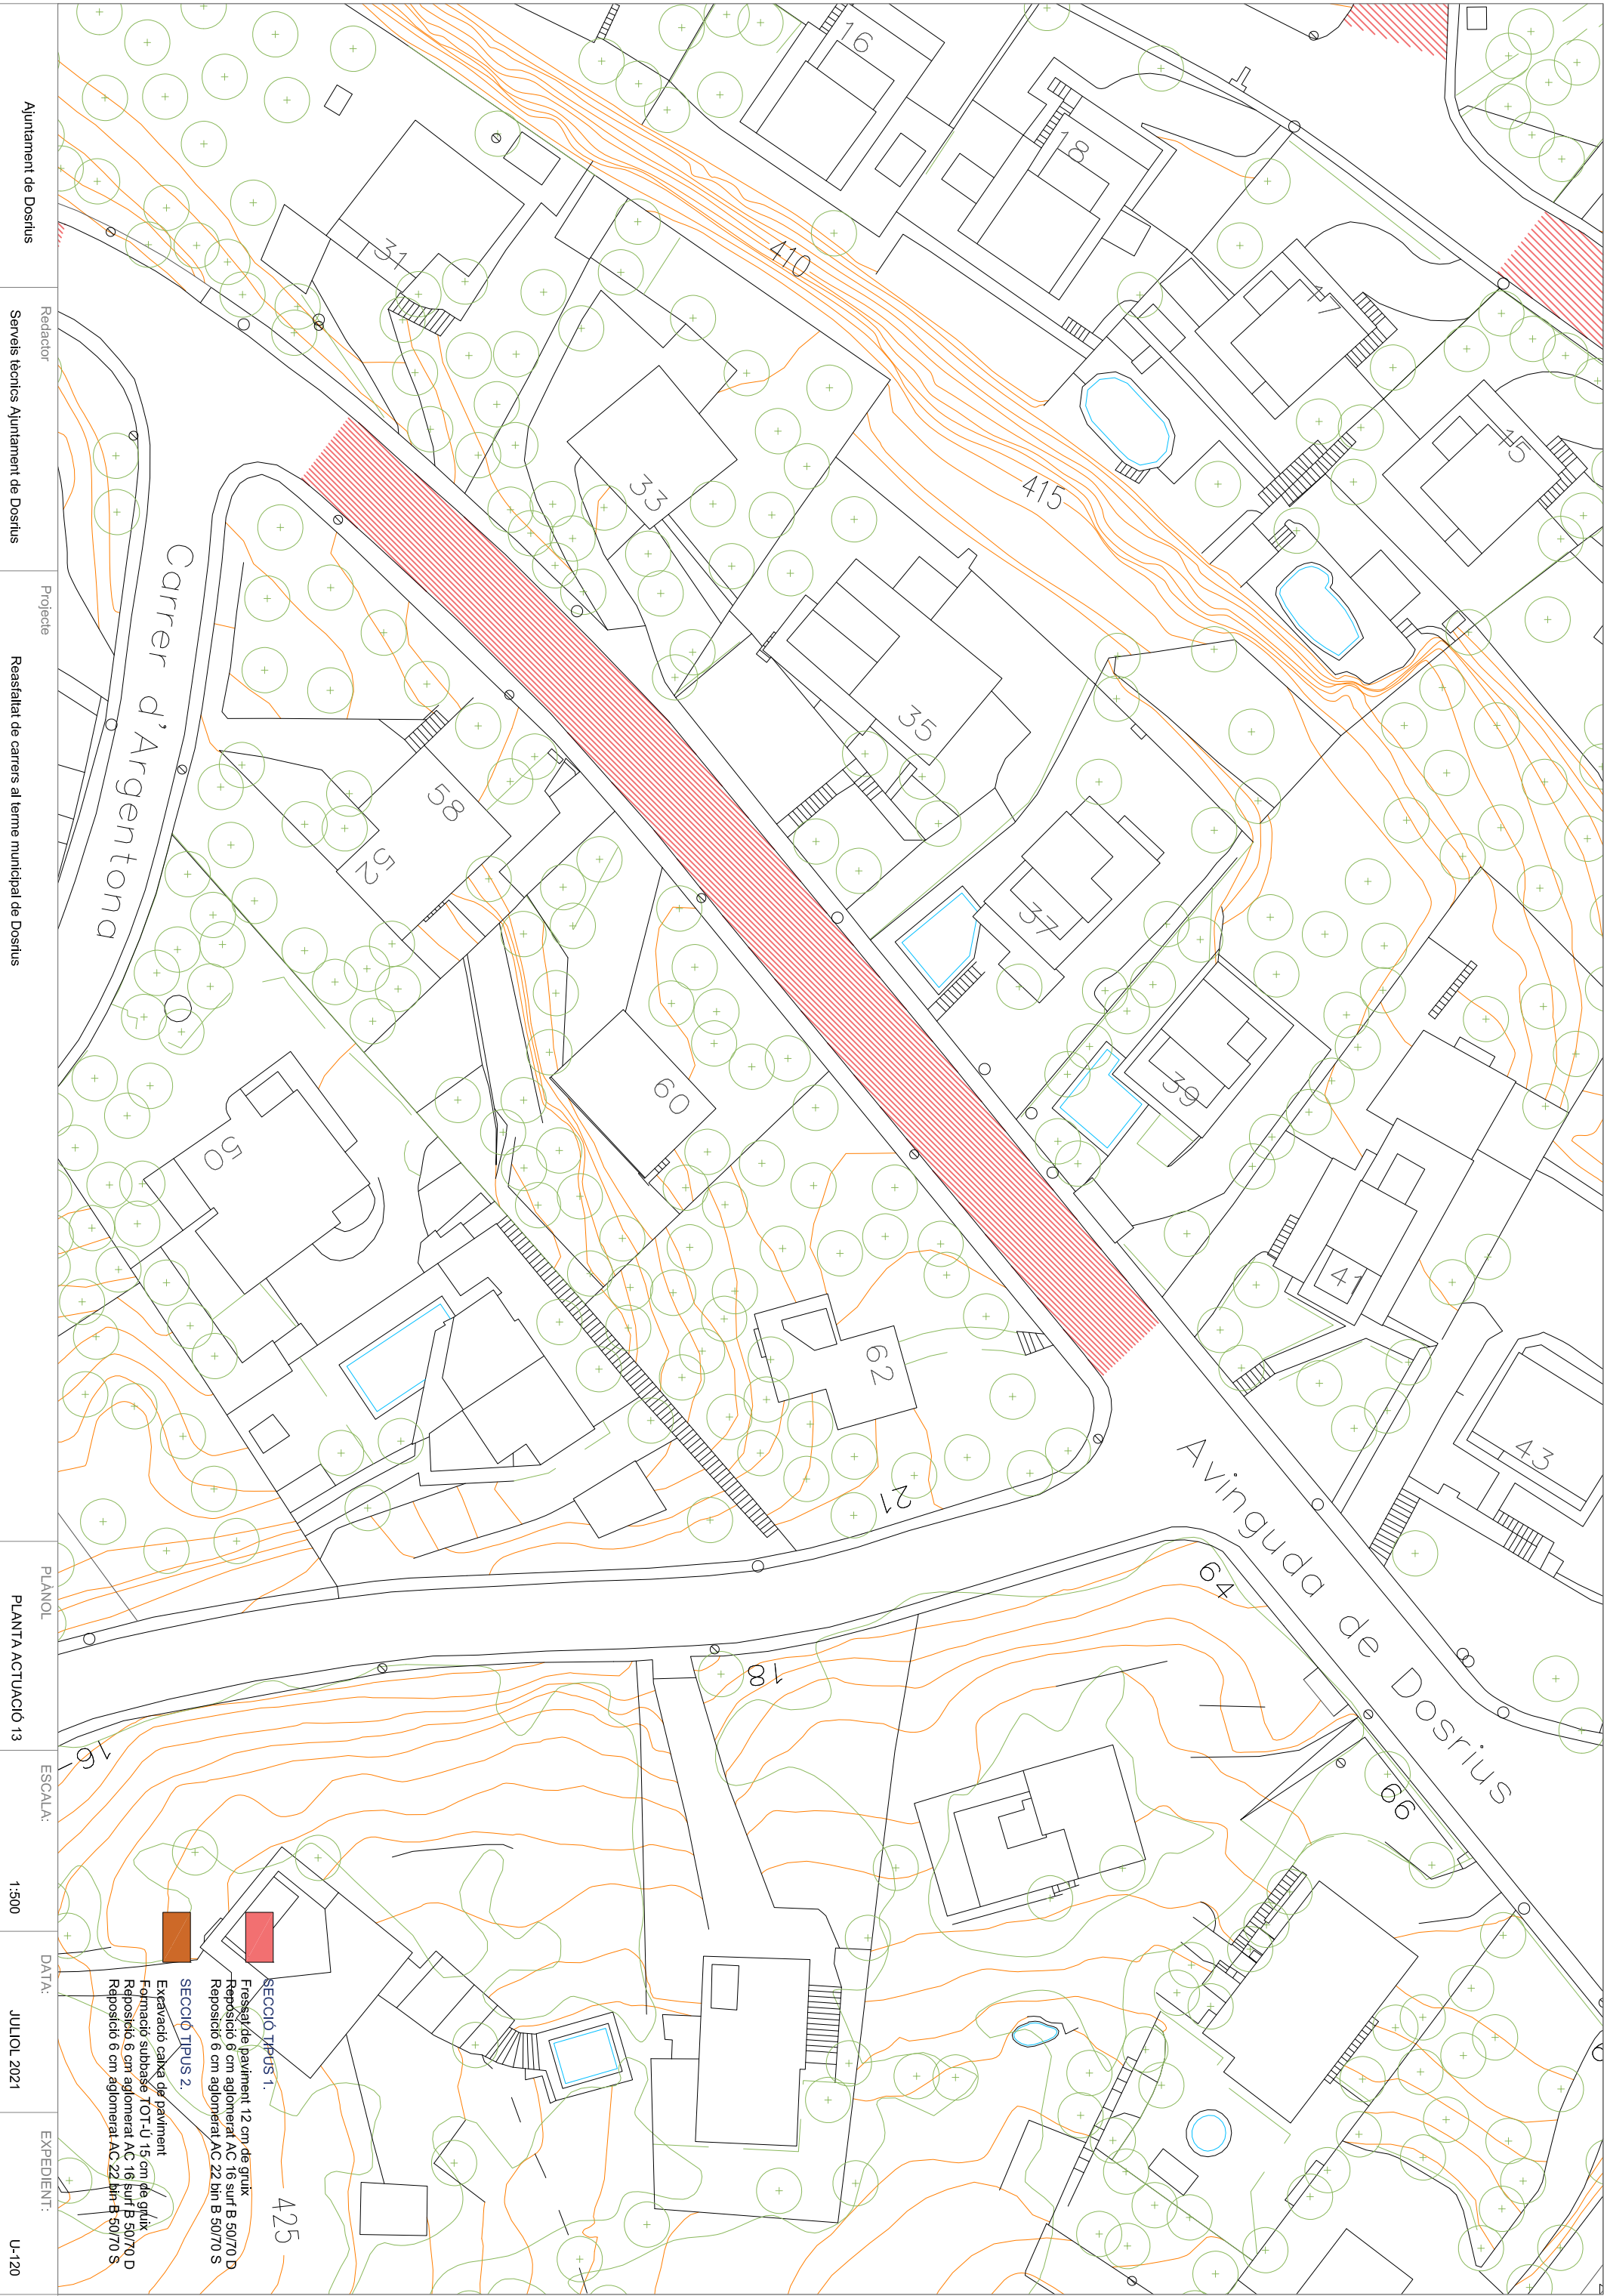 16
18
31
410
17
15
33
415
35
Carrer d'Argentona
58
52
37
39
60
50
41
62
43
21
Avinguda de Dosrius
64
18
66
16
425
SECCIÓ TIPUS 1.
Fressat de paviment 12 cm de gruix
Reposició 6 cm aglomerat AC 16 surf B 50/70 D
Reposició 6 cm aglomerat AC 22 bin B 50/70 S
SECCIÓ TIPUS 2.
Excavació caixa de paviment
Formació subbase TOT-Ú 15 cm de gruix
Reposició 6 cm aglomerat AC 16 surf B 50/70 D
Reposició 6 cm aglomerat AC 22 bin B 50/70 S
Ajuntament de Dosrius
Redactor
Serveis tècnics Ajuntament de Dosrius
Projecte
Reasfaltat de carrers al terme municipal de Dosrius
PLÀNOL
PLANTA ACTUACIÓ 13
ESCALA:
1:500
DATA:
JULIOL 2021
EXPEDIENT:
U-120